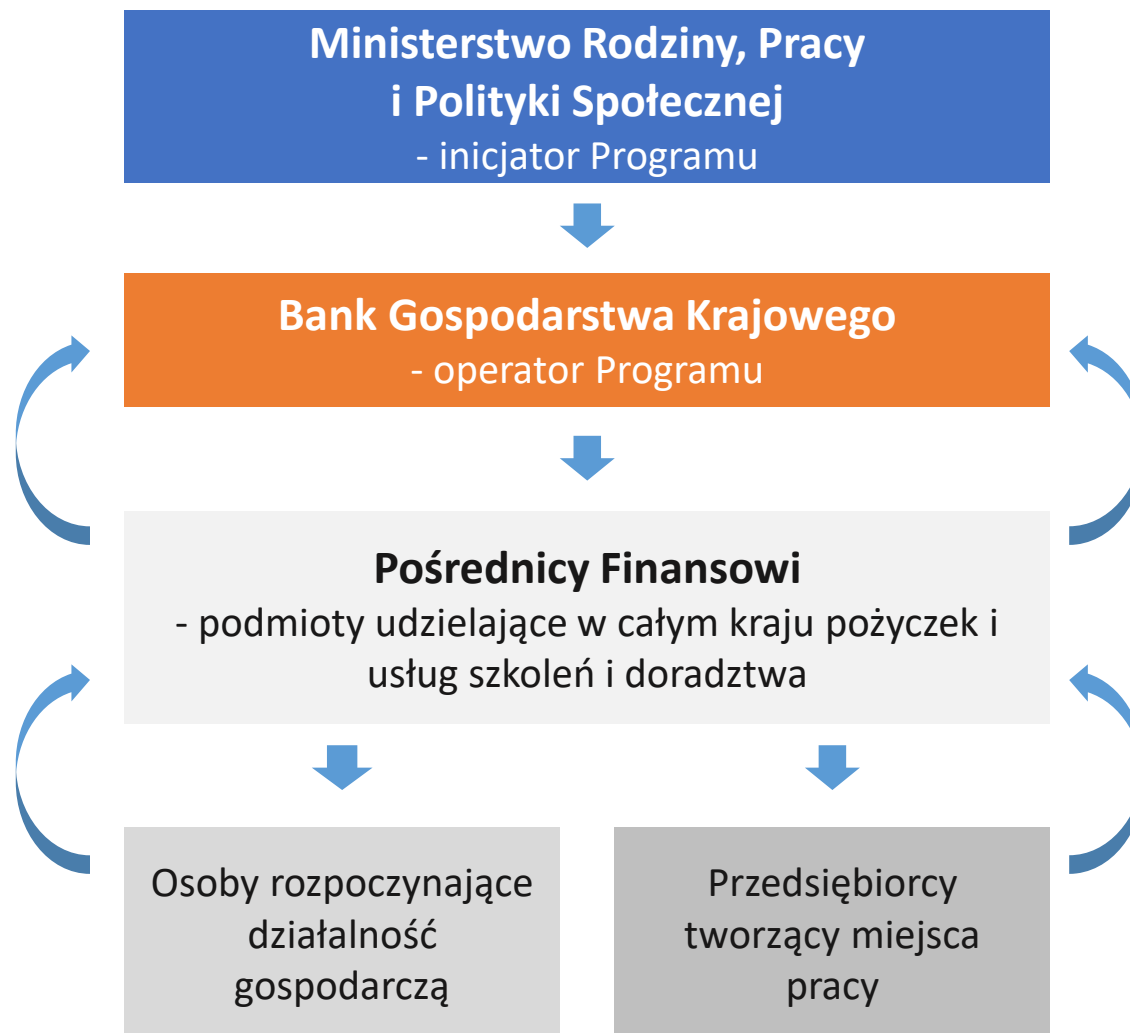 Ministerstwo Rodziny, Pracy
i Polityki Społecznej
- inicjator Programu
Bank Gospodarstwa Krajowego
- operator Programu
Pośrednicy Finansowi
- podmioty udzielające w całym kraju pożyczek i
usług szkoleń i doradztwa
Osoby rozpoczynające
działalność
gospodarczą
Przedsiębiorcy
tworzący miejsca
pracy